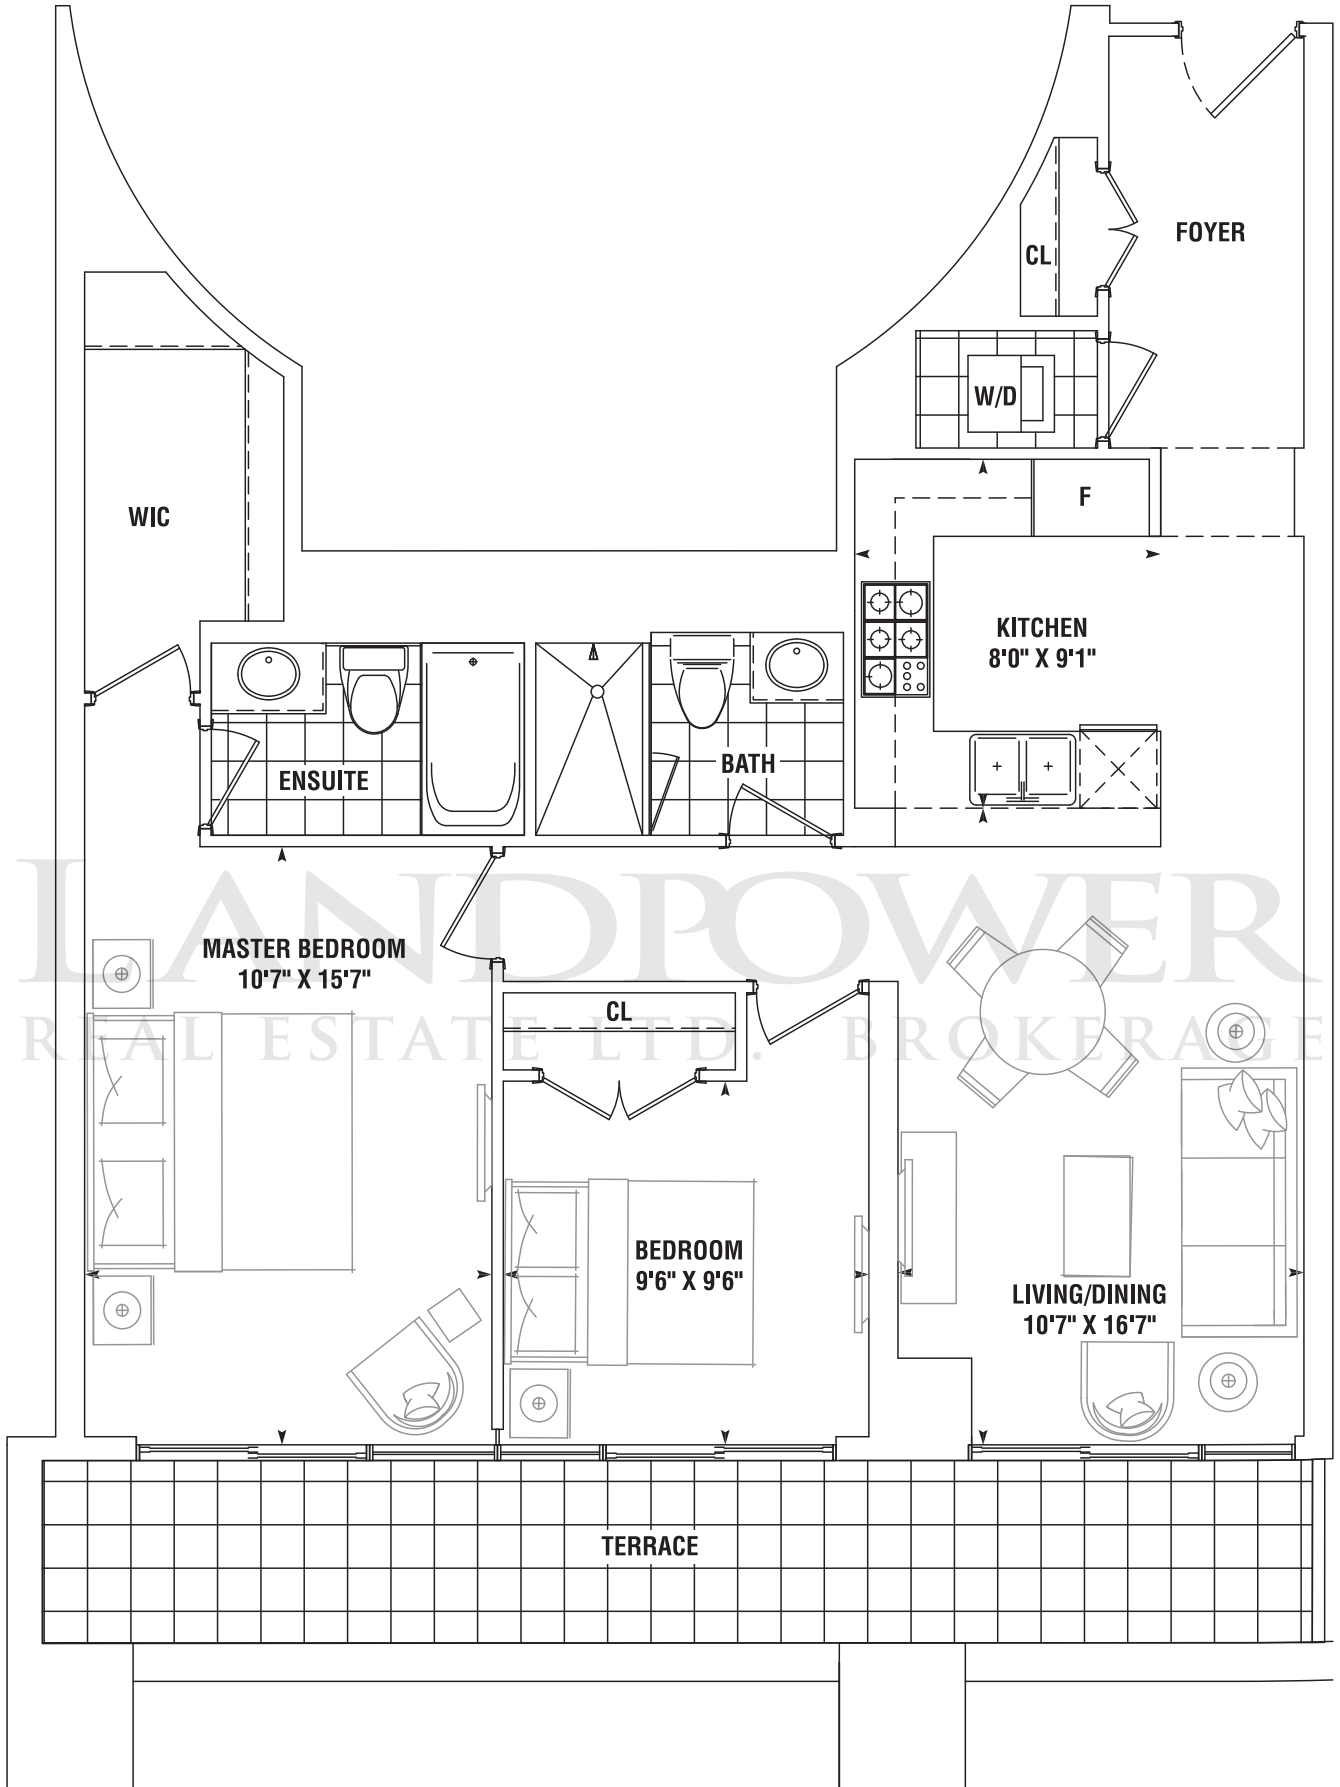 FOYER
CL
W/D
F
WIC
KITCHEN
8'0" X 9'1"
ENSUITE
BATH
LANDPOWER
REAL ESTATE LTD. BROKERAGE
MASTER BEDROOM
10'7" X 15'7"
CL
BEDROOM
9'6" X 9'6"
LIVING/DINING
10'7" X 16'7"
TERRACE